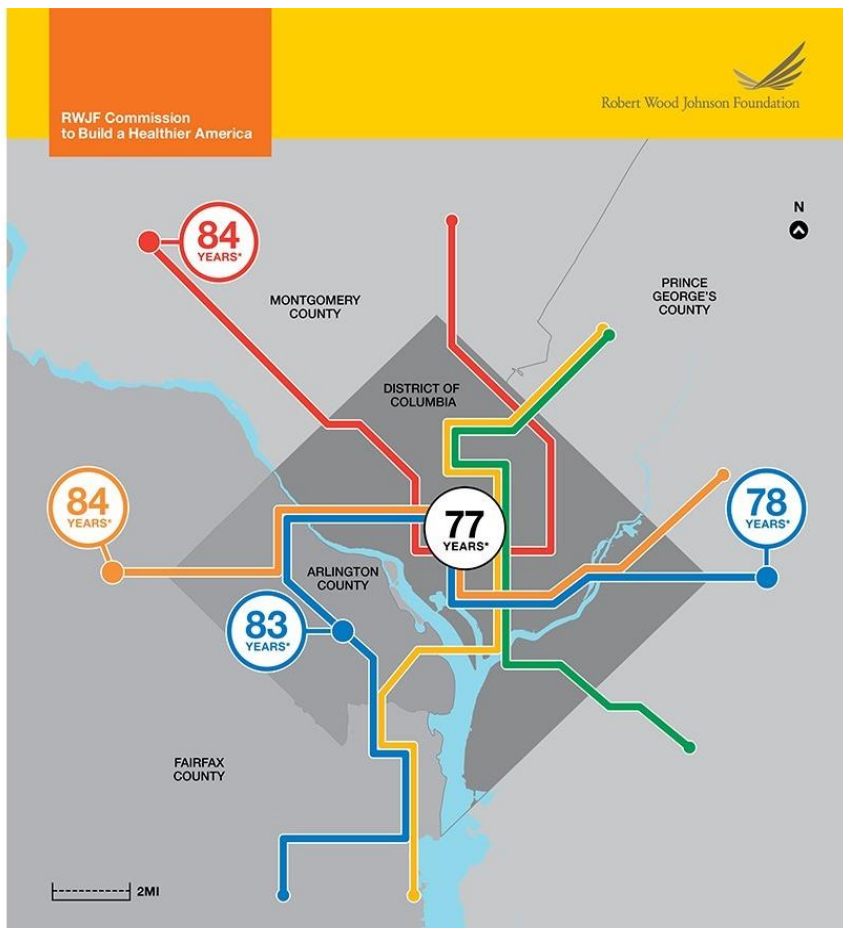 RWJF Commission
to Build a Healthier America
Robert Wood Johnson Foundation
N
84
YEARS*
MONTGOMERY
COUNTY
PRINCE
GEORGE'S
COUNTY
DISTRICT OF
COLUMBIA
84
YEARS*
77
YEARS*
78
YEARS*
ARLINGTON
COUNTY
83
YEARS*
FAIRFAX
COUNTY
2MI